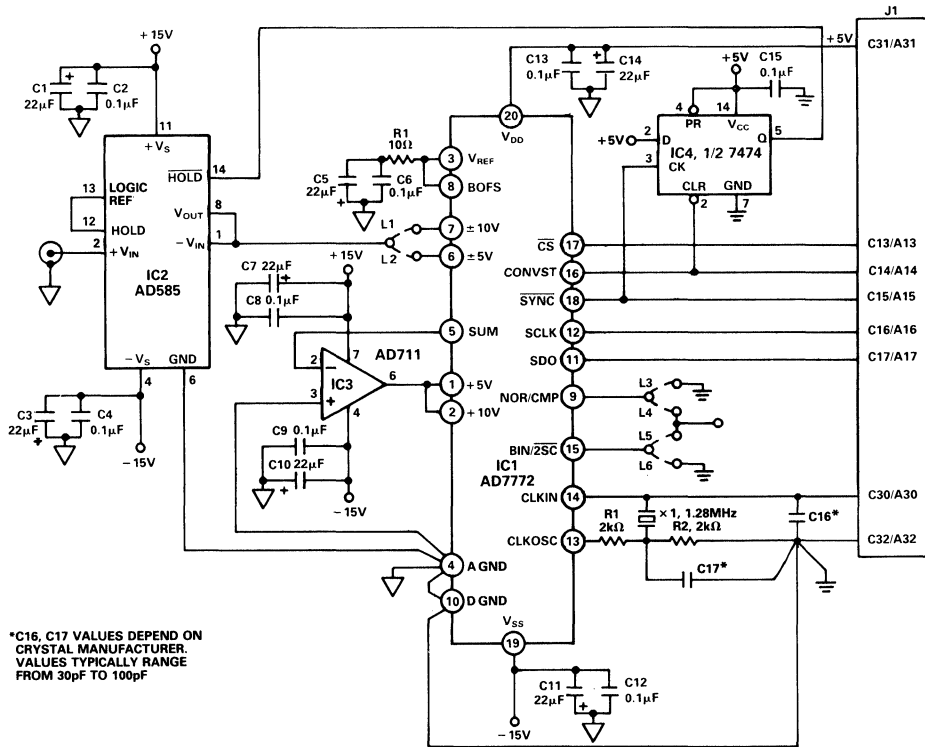 J1
+15V
C1
22µF
C2
0.1µF
11
+VS
13
LOGIC
REF
12
HOLD
2
+VIN
HOLD
14
VOUT
8
-VIN
1
IC2
AD585
-VS
4
GND
6
C3
22µF
C4
0.1µF
-15V
R1
10Ω
C5
22µF
C6
0.1µF
L1
L2
C7 22µF
C8 0.1µF
+15V
2
3
7
6
4
AD711
IC3
C9 0.1µF
C10 22µF
-15V
20
VDD
3 VREF
8 BOFS
7 ±10V
6 ±5V
5 SUM
1 +5V
2 +10V
4 A GND
10 D GND
VSS
19
CS 17
CONVST 16
SYNC 18
SCLK 12
SDO 11
NOR/CMP 9
BIN/2SC 15
IC1
AD7772
CLKIN 14
CLKOSC 13
C13
0.1µF
C14
22µF
+5V
C15
0.1µF
+5V
4
PR
14
VCC
+5V
2
D
Q
5
IC4, 1/2 7474
3
CK
CLR
2
GND
7
L3
L4
L5
L6
R1
2kΩ
×1, 1.28MHz
R2, 2kΩ
C16*
C17*
C11
22µF
C12
0.1µF
-15V
C31/A31
C13/A13
C14/A14
C15/A15
C16/A16
C17/A17
C30/A30
C32/A32
*C16, C17 VALUES DEPEND ON
CRYSTAL MANUFACTURER.
VALUES TYPICALLY RANGE
FROM 30pF TO 100pF